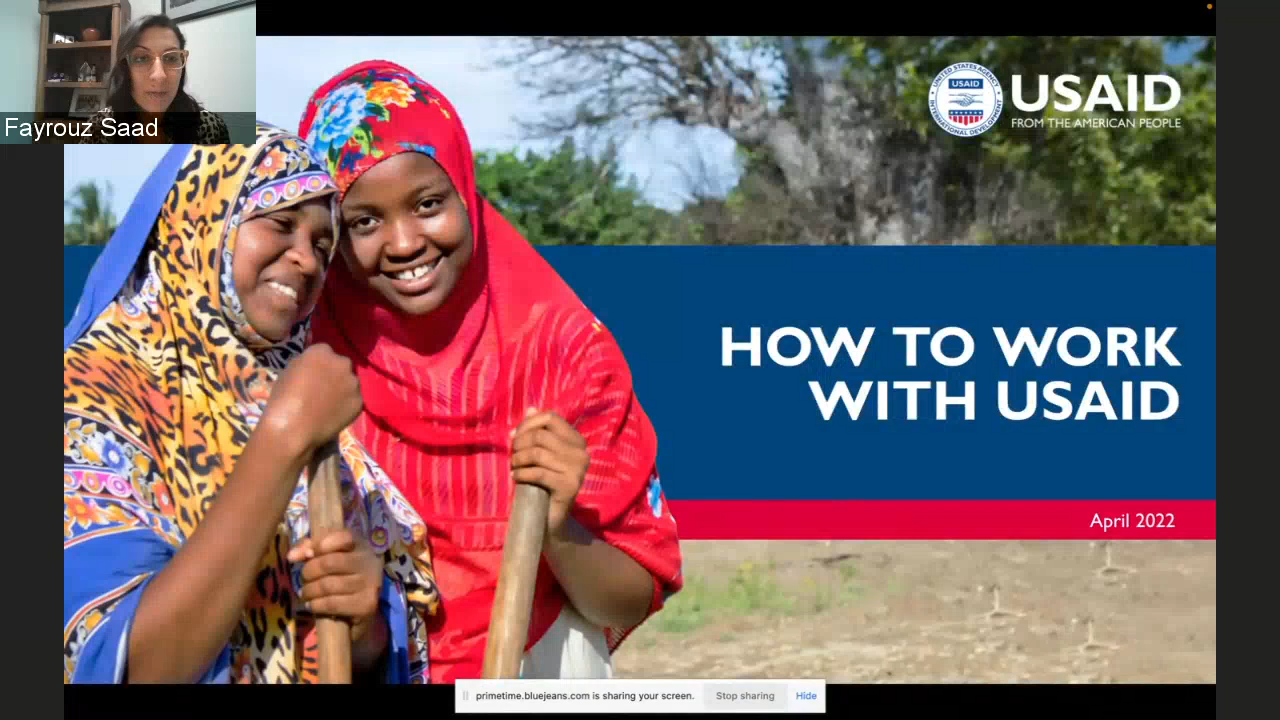 Fayrouz Saad
UNITED STATES AGENCY
USAID
INTERNATIONAL DEVELOPMENT
USAID
FROM THE AMERICAN PEOPLE
HOW TO WORK
WITH USAID
April 2022
primetime.bluejeans.com is sharing your screen. Stop sharing Hide